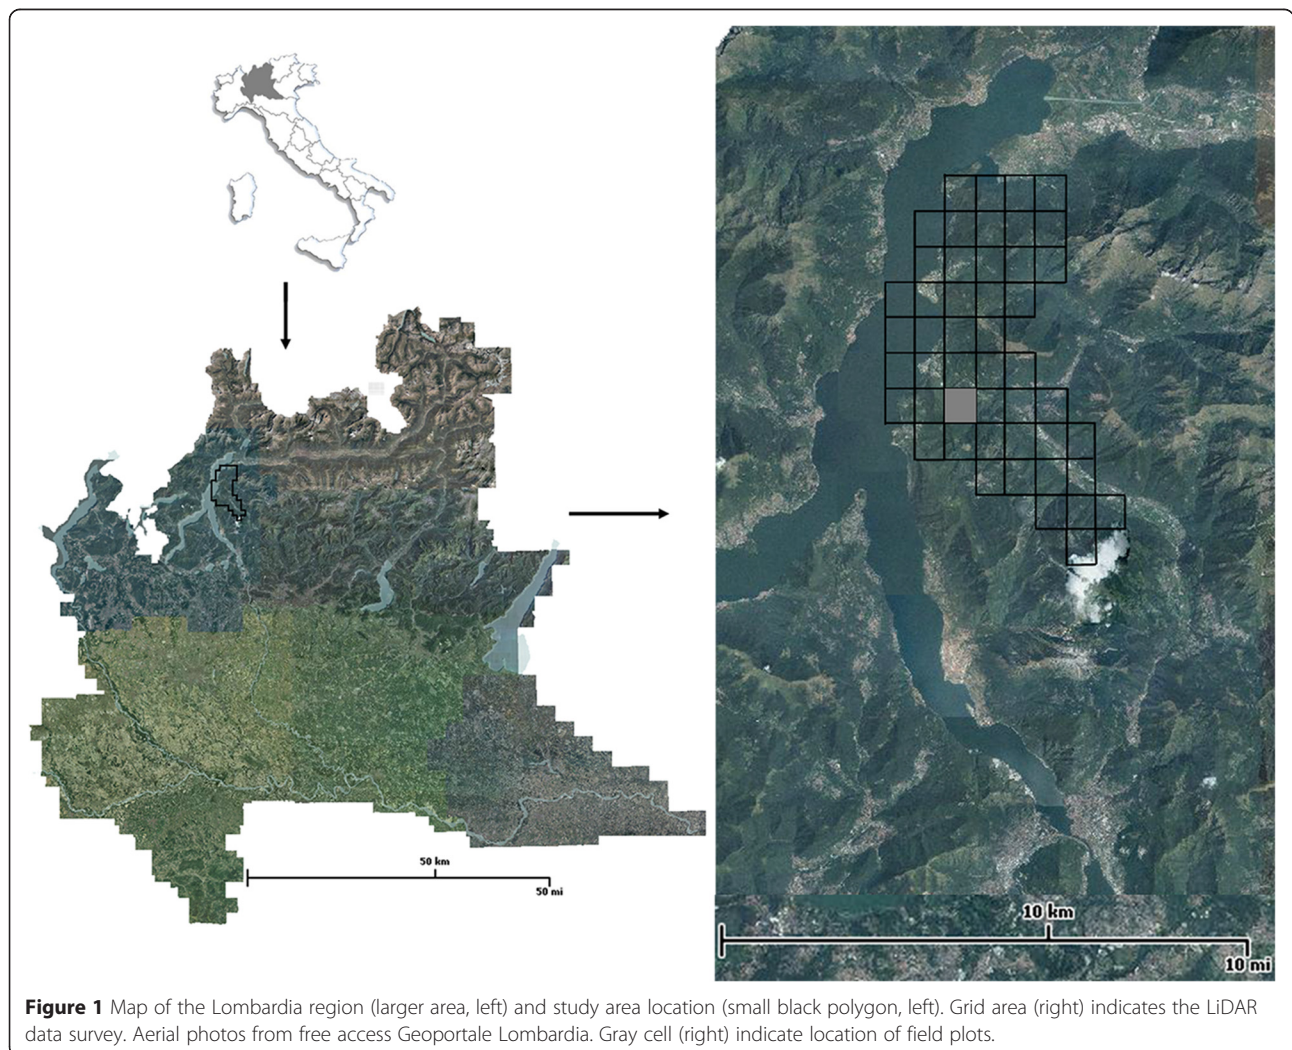 50 km
50 mi
10 km
10 mi
Figure 1 Map of the Lombardia region (larger area, left) and study area location (small black polygon, left). Grid area (right) indicates the LiDAR
data survey. Aerial photos from free access Geoportale Lombardia. Gray cell (right) indicate location of field plots.